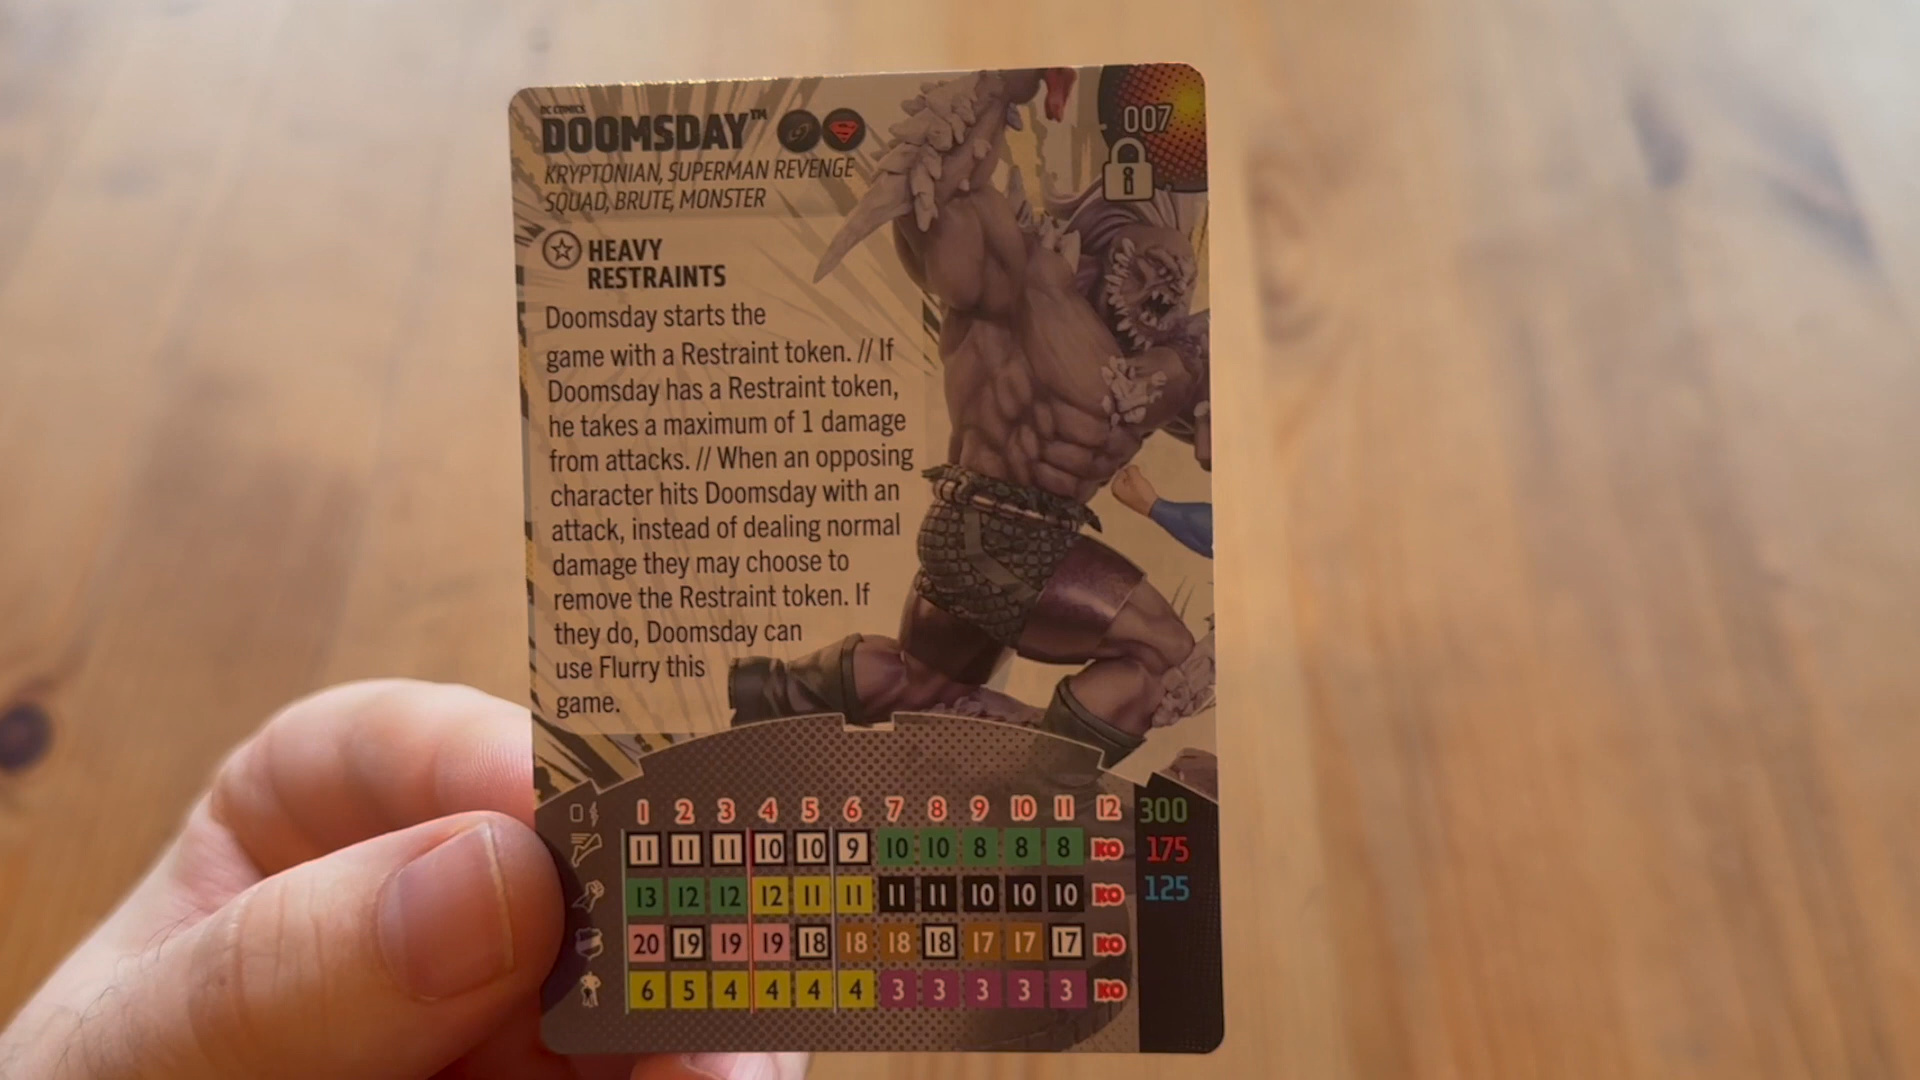 DC COMICS
DOOMSDAY™
KRYPTONIAN, SUPERMAN REVENGE
SQUAD, BRUTE, MONSTER
007
HEAVY
RESTRAINTS
Doomsday starts the
game with a Restraint token. // If
Doomsday has a Restraint token,
he takes a maximum of 1 damage
from attacks. // When an opposing
character hits Doomsday with an
attack, instead of dealing normal
damage they may choose to
remove the Restraint token. If
they do, Doomsday can
use Flurry this
game.
1 2 3 4 5 6 7 8 9 10 11 12 300
11 11 11 10 10 9 10 10 8 8 8 KO 175
13 12 12 12 11 11 11 11 10 10 10 KO 125
20 19 19 19 18 18 18 18 17 17 17 KO
6 5 4 4 4 4 3 3 3 3 3 KO